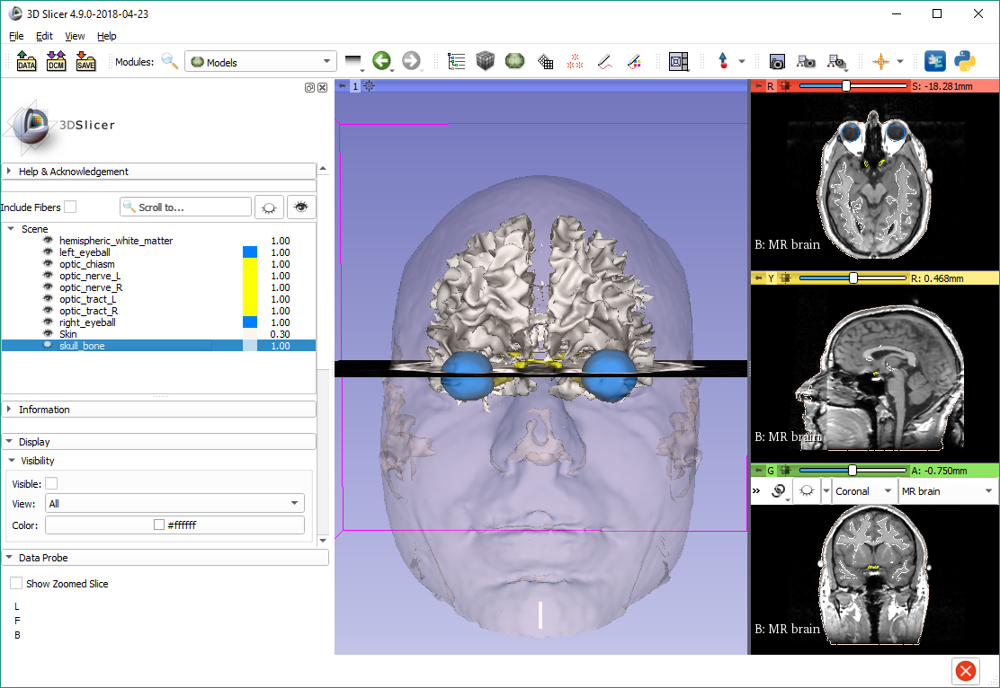 3D Slicer 4.9.0-2018-04-23
File Edit View Help
DATA DCM SAVE Modules: Models
1
R S: -18.281mm
3DSlicer
Help & Acknowledgement
Include Fibers Scroll to...
Scene
hemispheric_white_matter 1.00
left_eyeball 1.00
optic_chiasm 1.00
optic_nerve_L 1.00
optic_nerve_R 1.00
optic_tract_L 1.00
optic_tract_R 1.00
right_eyeball 1.00
Skin 0.30
skull_bone 1.00
Information
Display
Visibility
Visible:
View: All
Color: #ffffff
Data Probe
Show Zoomed Slice
L
F
B
I
B: MR brain
Y R: 0.468mm
B: MR brain
G A: -0.750mm
» Coronal MR brain
B: MR brain